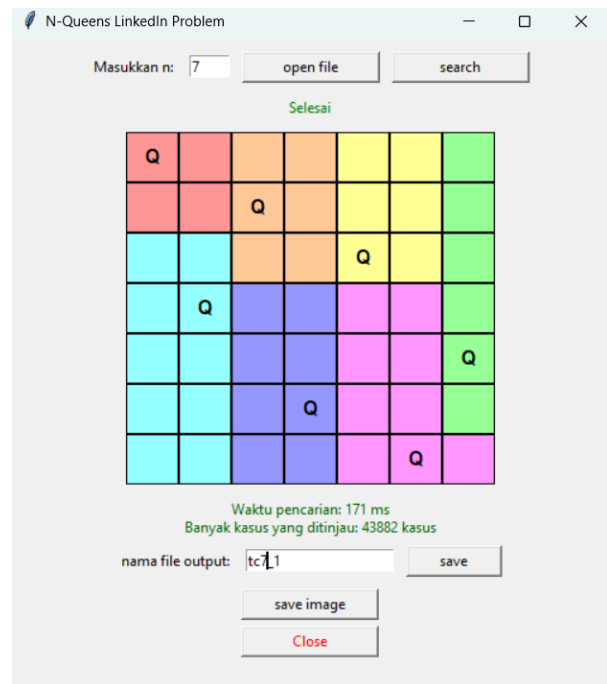 N-Queens LinkedIn Problem
Masukkan n: 7 open file search
Selesai
Q
Q
Q
Q
Q
Q
Q
Waktu pencarian: 171 ms
Banyak kasus yang ditinjau: 43882 kasus
nama file output: tc7_1 save
save image
Close